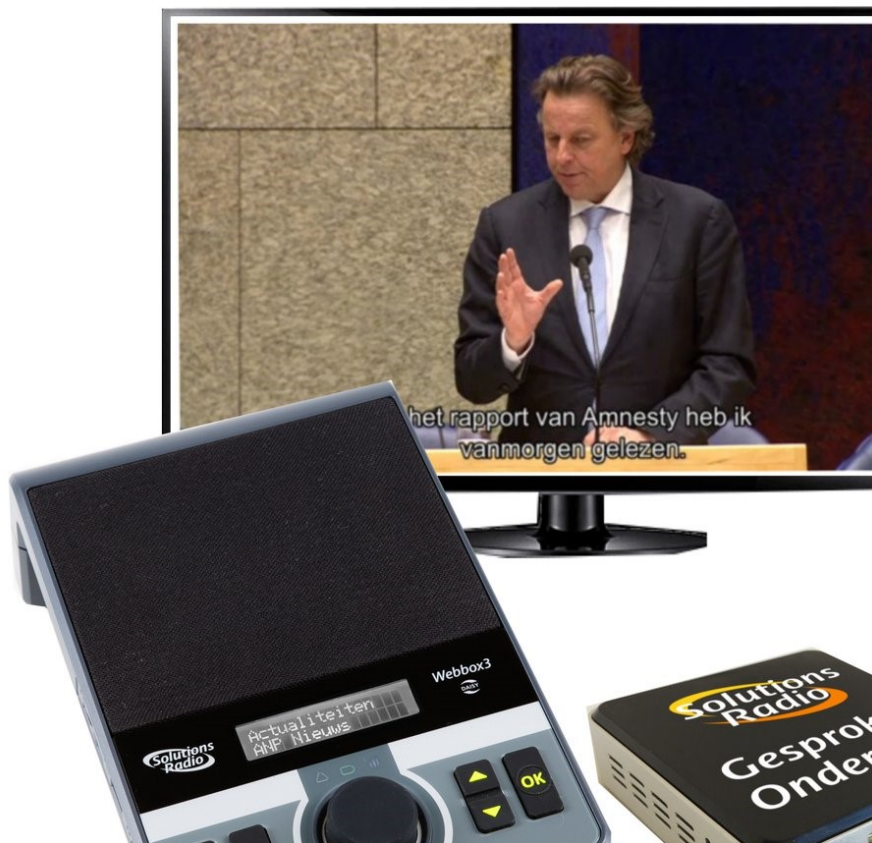 het rapport van Amnesty heb ik
vanmorgen gelezen.
Webbox3
DAISY
Actualiteiten
ANP Nieuws
Solutions
Radio
OK
Solutions
Radio
Gesprok
Onder